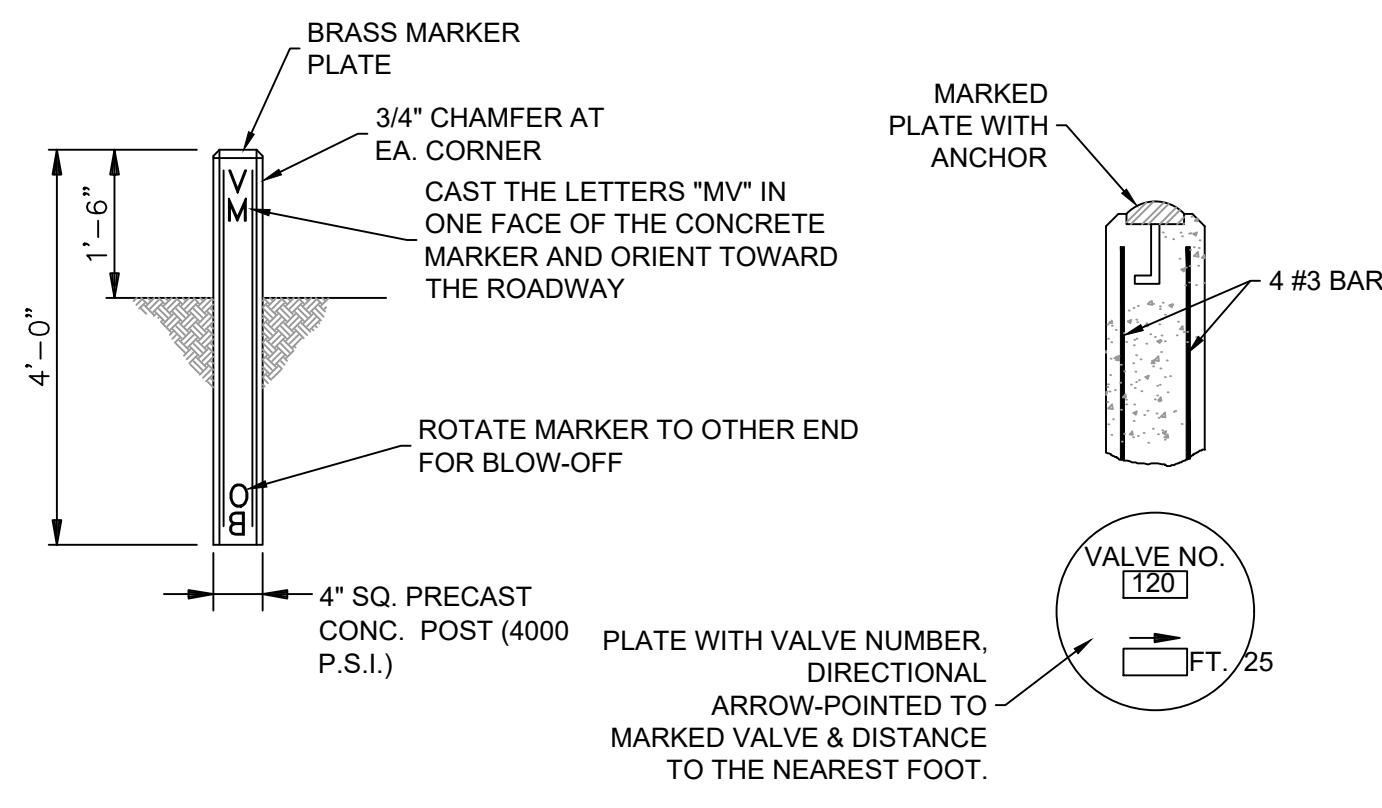 BRASS MARKER
PLATE
3/4" CHAMFER AT
EA. CORNER
CAST THE LETTERS "MV" IN
ONE FACE OF THE CONCRETE
MARKER AND ORIENT TOWARD
THE ROADWAY
1'-6"
4'-0"
V
M
ROTATE MARKER TO OTHER END
FOR BLOW-OFF
O
B
4" SQ. PRECAST
CONC. POST (4000
P.S.I.)
MARKED
PLATE WITH
ANCHOR
4 #3 BAR
VALVE NO.
120
FT. 25
PLATE WITH VALVE NUMBER,
DIRECTIONAL
ARROW-POINTED TO
MARKED VALVE & DISTANCE
TO THE NEAREST FOOT.